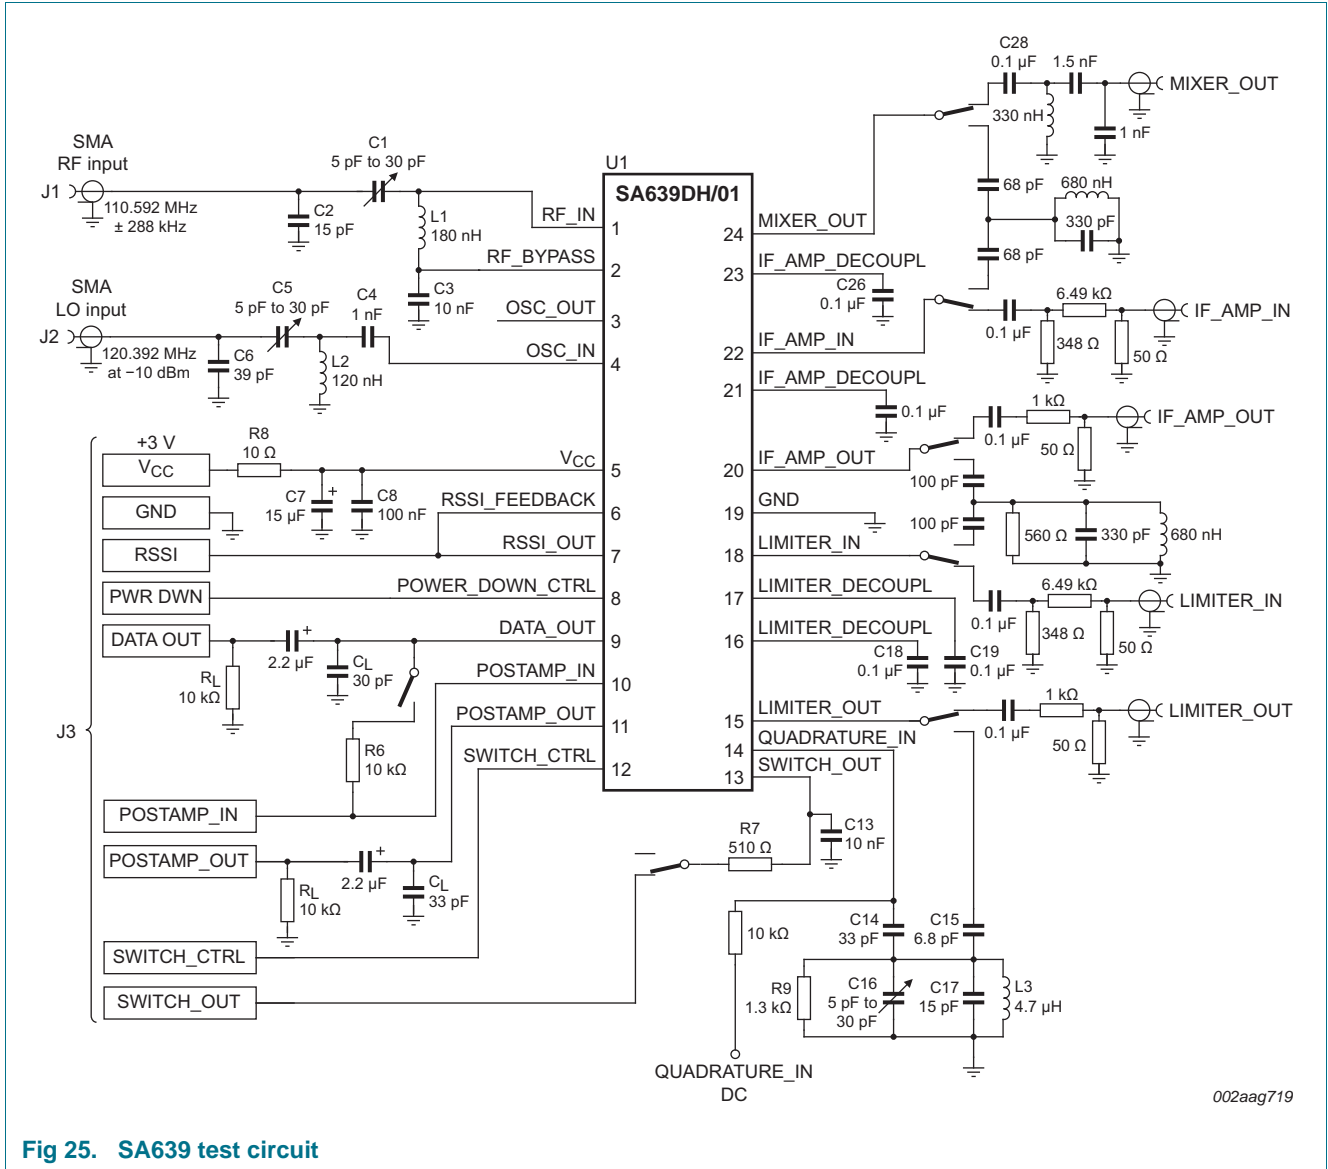 C28
0.1 µF
1.5 nF
MIXER_OUT
330 nH
1 nF
SMA
RF input
J1
110.592 MHz
± 288 kHz
C1
5 pF to 30 pF
C2
15 pF
L1
180 nH
C3
10 nF
U1
SA639DH/01
RF_IN
1
RF_BYPASS
2
OSC_OUT
3
OSC_IN
4
SMA
LO input
J2
120.392 MHz
at −10 dBm
C5
5 pF to 30 pF
C4
1 nF
C6
39 pF
L2
120 nH
68 pF
680 nH
330 pF
68 pF
MIXER_OUT
24
IF_AMP_DECOUPL
23
C26
0.1 µF
IF_AMP_IN
22
0.1 µF
6.49 kΩ
348 Ω
50 Ω
IF_AMP_IN
IF_AMP_DECOUPL
21
0.1 µF
1 kΩ
0.1 µF
50 Ω
IF_AMP_OUT
IF_AMP_OUT
20
100 pF
100 pF
560 Ω
330 pF
680 nH
GND
19
LIMITER_IN
18
LIMITER_DECOUPL
17
6.49 kΩ
0.1 µF
348 Ω
50 Ω
LIMITER_IN
LIMITER_DECOUPL
16
C18
0.1 µF
C19
0.1 µF
1 kΩ
0.1 µF
50 Ω
LIMITER_OUT
LIMITER_OUT
15
QUADRATURE_IN
14
SWITCH_OUT
13
J3
+3 V
VCC
R8
10 Ω
C7
+
15 µF
C8
100 nF
VCC
5
GND
RSSI_FEEDBACK
6
RSSI
RSSI_OUT
7
PWR DWN
POWER_DOWN_CTRL
8
DATA OUT
DATA_OUT
9
+
2.2 µF
RL
10 kΩ
CL
30 pF
POSTAMP_IN
10
POSTAMP_OUT
11
R6
10 kΩ
SWITCH_CTRL
12
POSTAMP_IN
POSTAMP_OUT
+
2.2 µF
RL
10 kΩ
CL
33 pF
SWITCH_CTRL
SWITCH_OUT
R7
510 Ω
C13
10 nF
10 kΩ
C14
33 pF
C15
6.8 pF
R9
1.3 kΩ
C16
5 pF to
30 pF
C17
15 pF
L3
4.7 µH
QUADRATURE_IN
DC
002aag719
Fig 25. SA639 test circuit